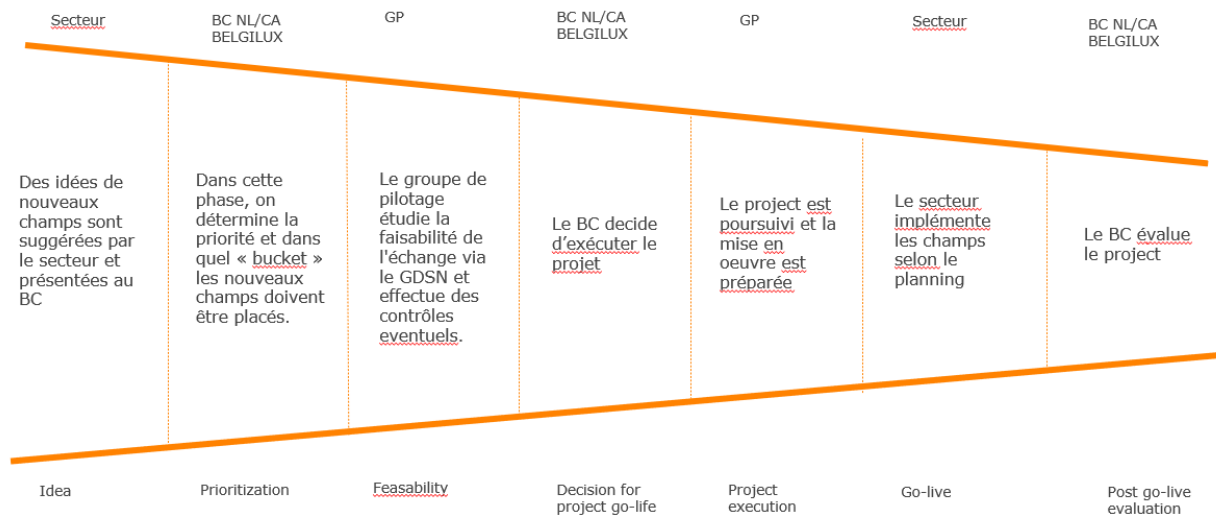 Secteur
BC NL/CA
BELGILUX
GP
BC NL/CA
BELGILUX
GP
Secteur
BC NL/CA
BELGILUX
Des idées de
nouveaux
champs sont
suggérées par
le secteur et
présentées au
BC
Dans cette
phase, on
détermine la
priorité et dans
quel « bucket »
les nouveaux
champs doivent
être placés.
Le groupe de
pilotage
étudie la
faisabilité de
l'échange via
le GDSN et
effectue des
contrôles
eventuels.
Le BC decide
d'exécuter le
projet
Le project est
poursuivi et la
mise en
oeuvre est
préparée
Le secteur
implémente
les champs
selon le
planning
Le BC évalue
le project
Idea
Prioritization
Feasability
Decision for
project go-life
Project
execution
Go-live
Post go-live
evaluation